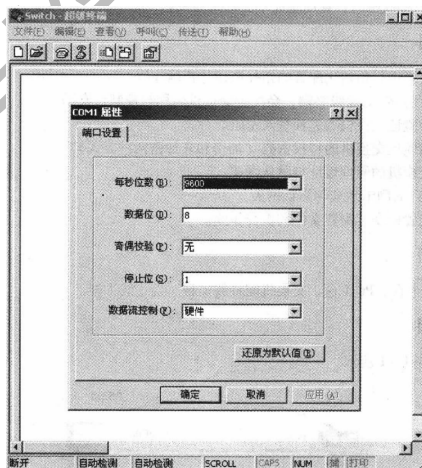 Switch - 超级终端
文件(F) 编辑(E) 查看(V) 呼叫(C) 传送(T) 帮助(H)
COM1 属性
端口设置
每秒位数(B): 9600
数据位(D): 8
奇偶校验(P): 无
停止位(S): 1
数据流控制(F): 硬件
还原为默认值(R)
确定 取消 应用(A)
断开 自动检测 自动检测 SCROLL CAPS NUM 捕 打印